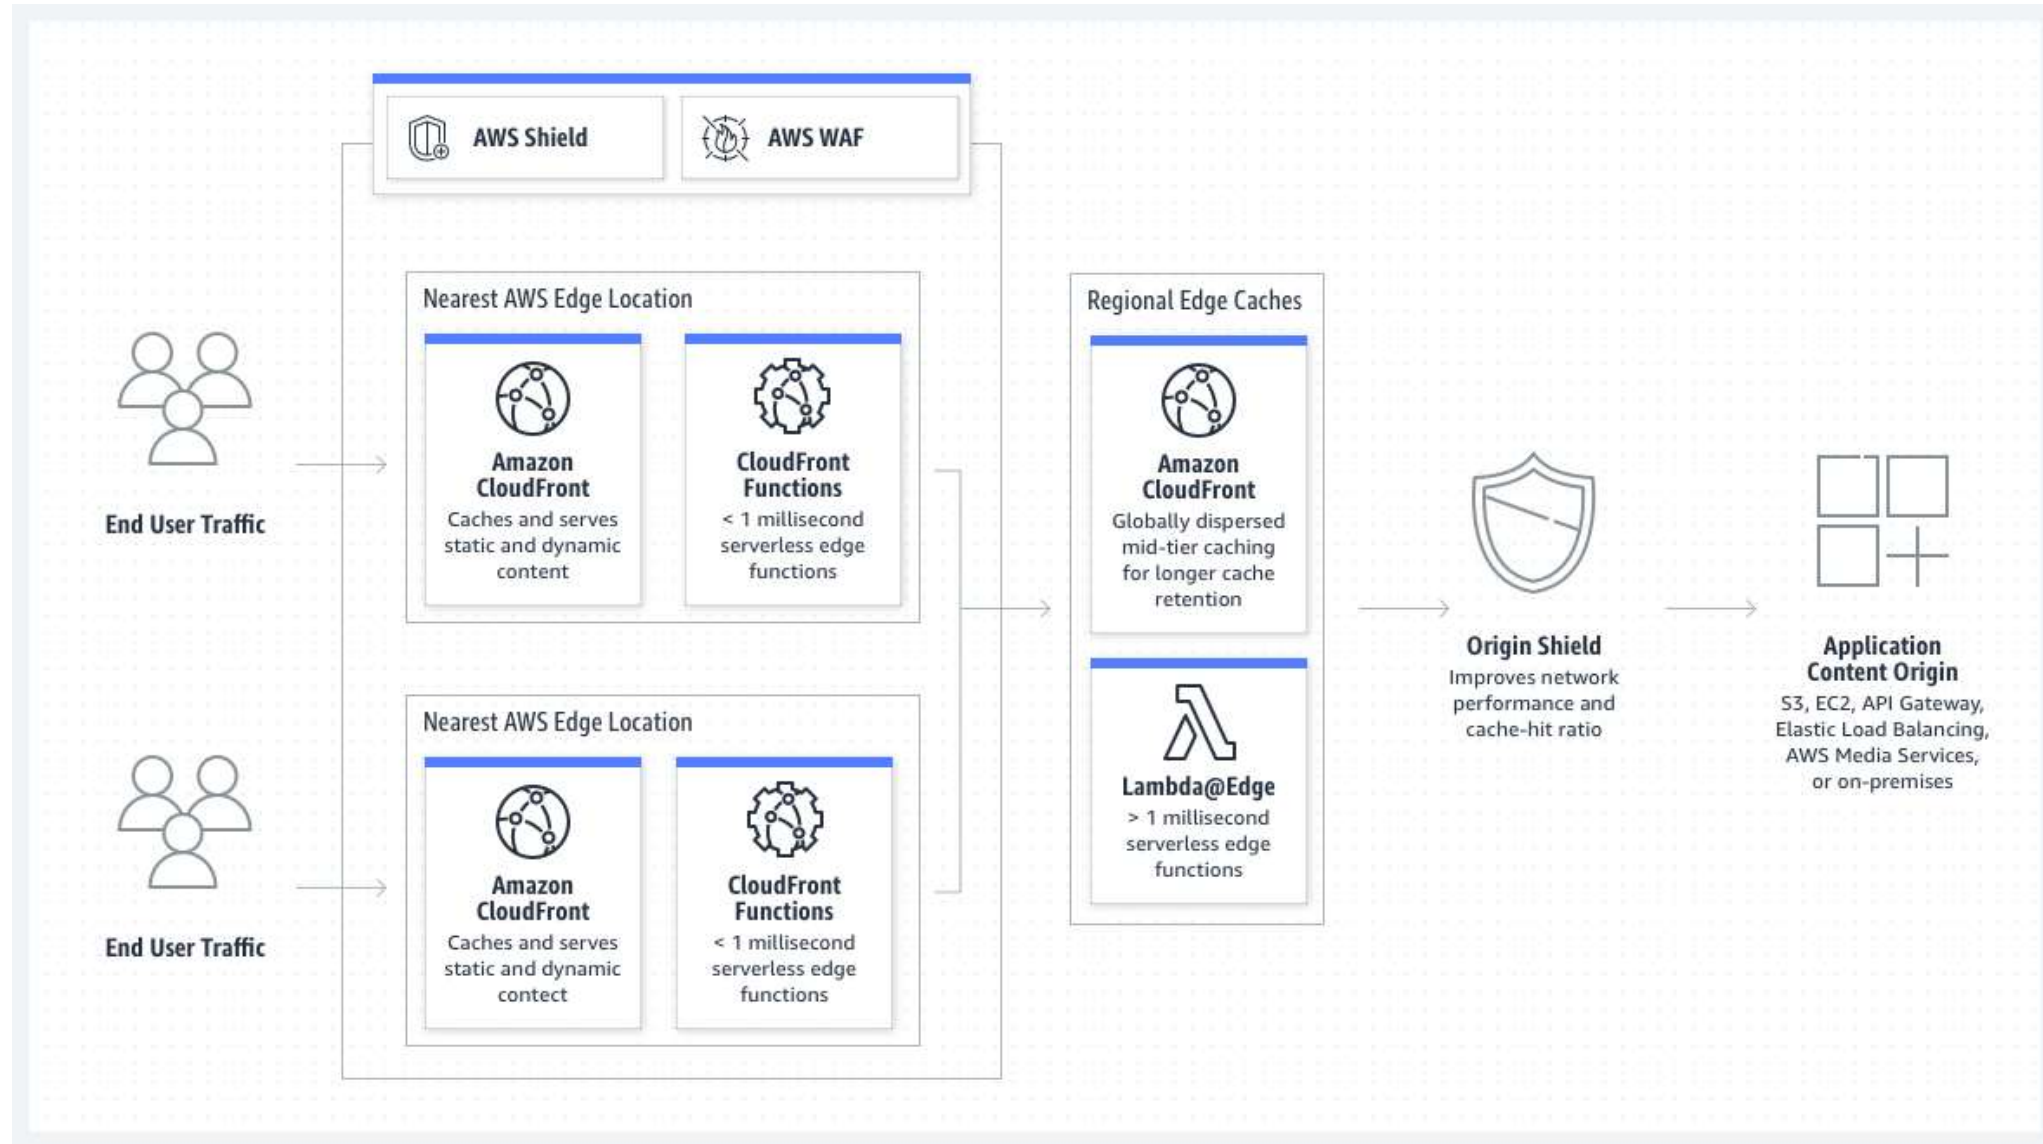 AWS Shield
AWS WAF
Nearest AWS Edge Location
Amazon
CloudFront
Caches and serves
static and dynamic
content
CloudFront
Functions
< 1 millisecond
serverless edge
functions
End User Traffic
Nearest AWS Edge Location
Amazon
CloudFront
Caches and serves
static and dynamic
contect
CloudFront
Functions
< 1 millisecond
serverless edge
functions
End User Traffic
Regional Edge Caches
Amazon
CloudFront
Globally dispersed
mid-tier caching
for longer cache
retention
Lambda@Edge
> 1 millisecond
serverless edge
functions
Origin Shield
Improves network
performance and
cache-hit ratio
Application
Content Origin
S3, EC2, API Gateway,
Elastic Load Balancing,
AWS Media Services,
or on-premises